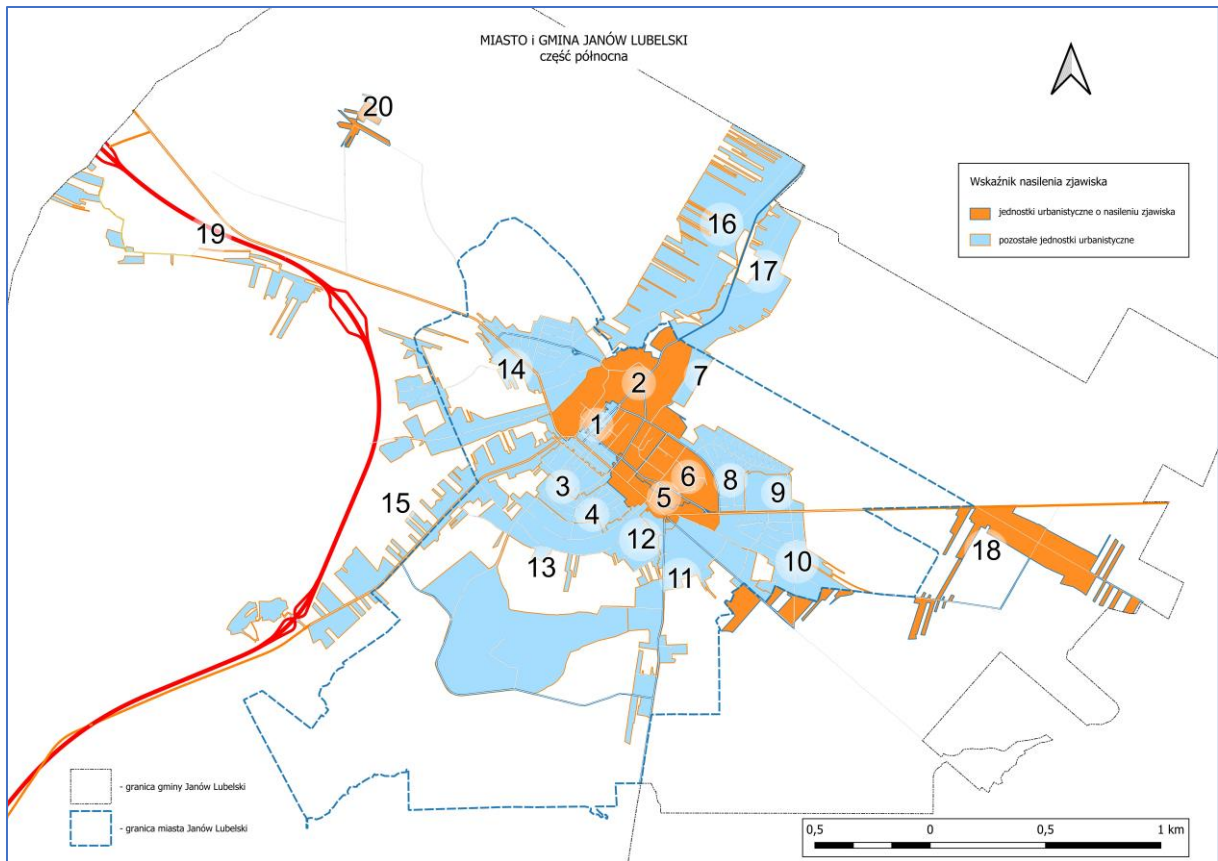 MIASTO i GMINA JANÓW LUBELSKI
część północna
20
Wskaźnik nasilenia zjawiska
jednostki urbanistyczne o nasileniu zjawiska
pozostałe jednostki urbanistyczne
16
19
17
14
2
7
1
6
8
3
9
5
4
15
12
18
13
11
10
- granica gminy Janów Lubelski
- granica miasta Janów Lubelski
0,5 0 0,5 1 km